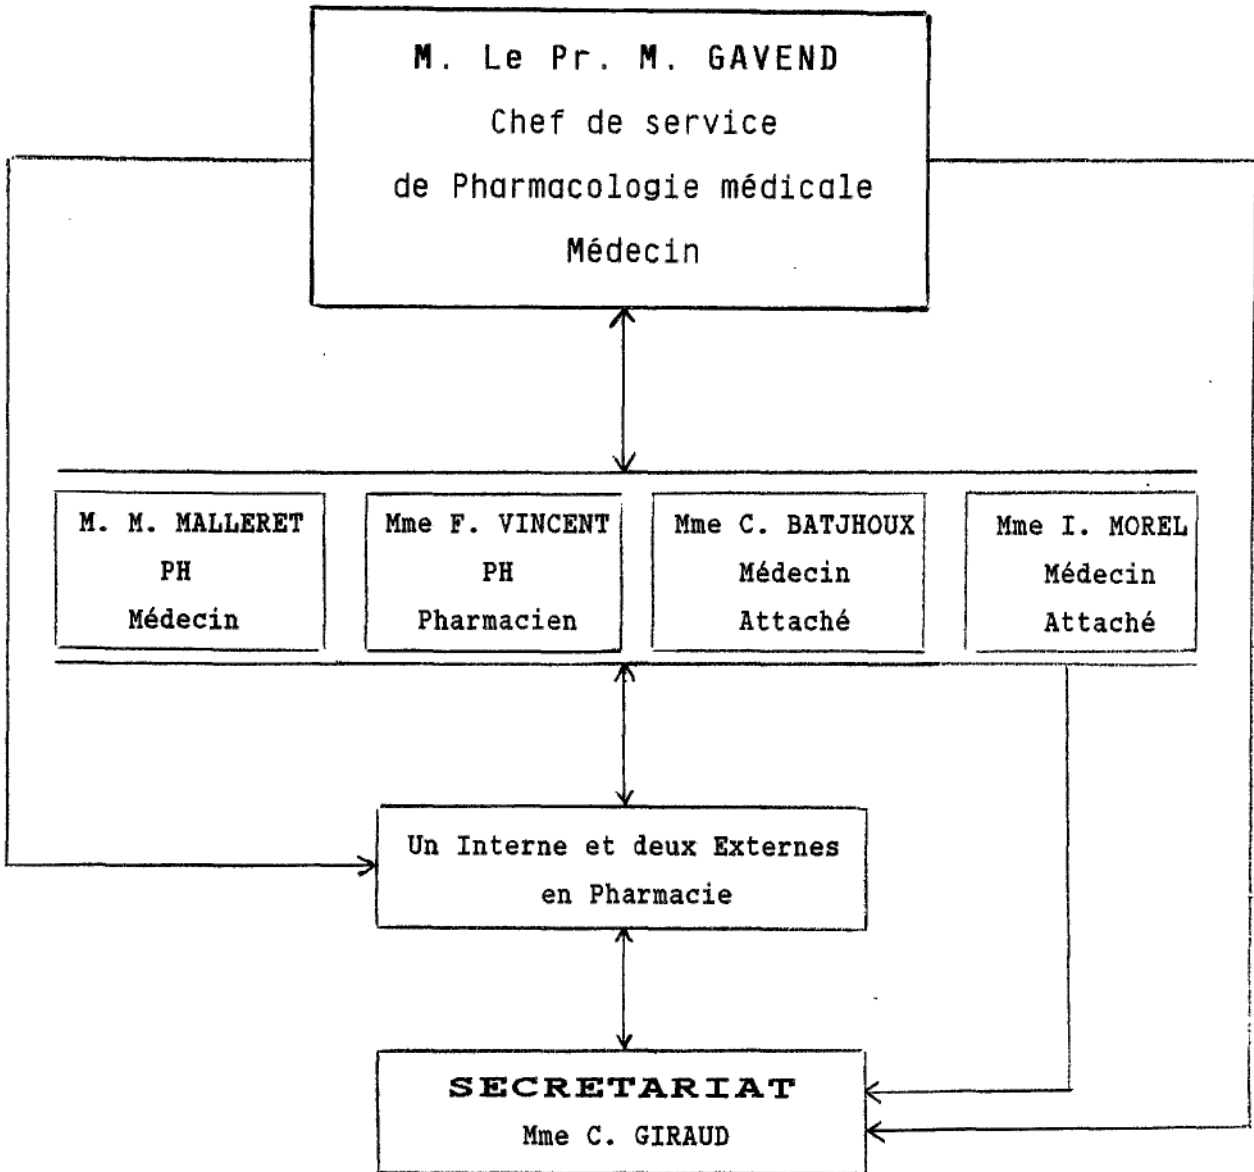 M. Le Pr. M. GAVEND
Chef de service
de Pharmacologie médicale
Médecin
M. M. MALLERET
PH
Médecin
Mme F. VINCENT
PH
Pharmacien
Mme C. BATJHOUX
Médecin
Attaché
Mme I. MOREL
Médecin
Attaché
Un Interne et deux Externes
en Pharmacie
SECRETARIAT
Mme C. GIRAUD